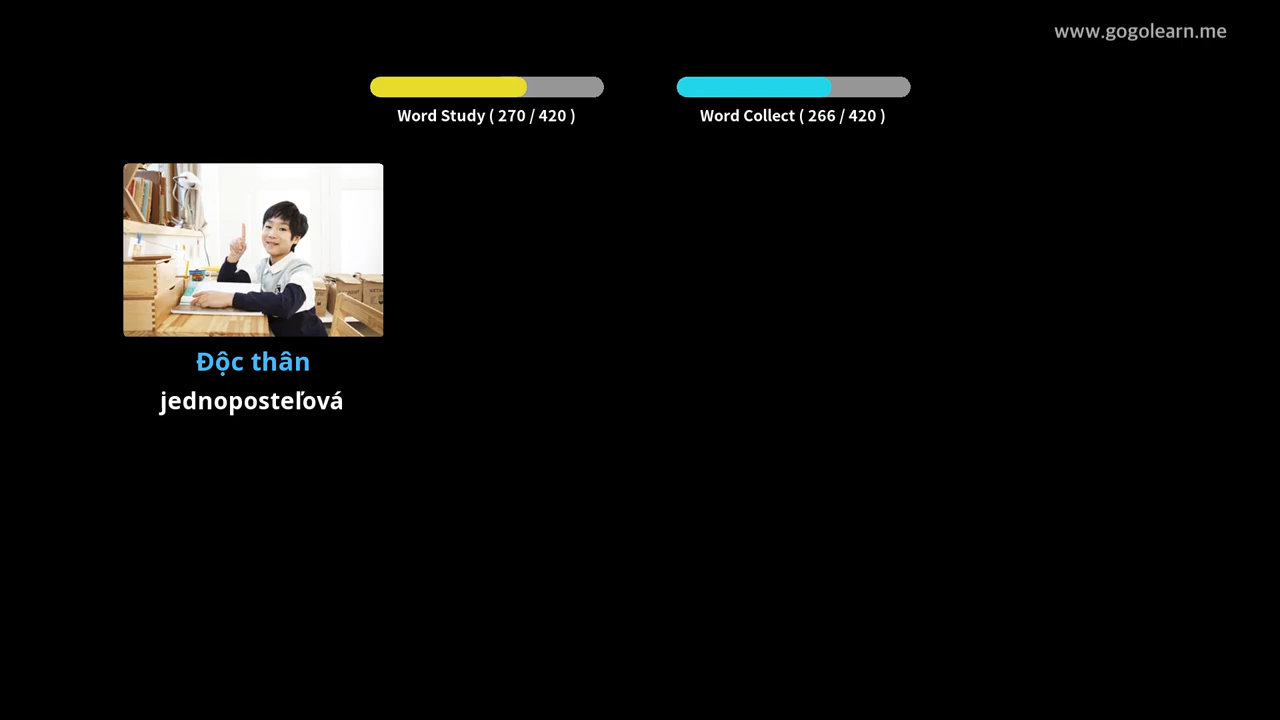 www.gogolearn.me
Word Study ( 270 / 420 )
Word Collect ( 266 / 420 )
Độc thân
jednoposteľová